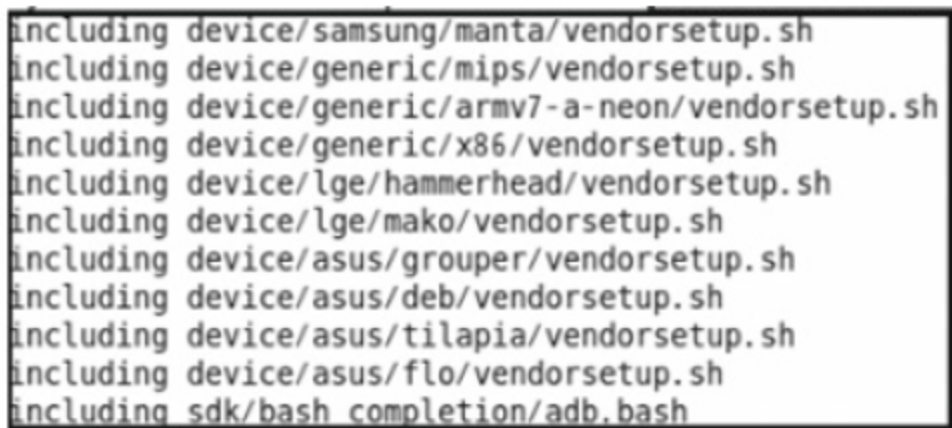 including device/samsung/manta/vendorsetup.sh
including device/generic/mips/vendorsetup.sh
including device/generic/armv7-a-neon/vendorsetup.sh
including device/generic/x86/vendorsetup.sh
including device/lge/hammerhead/vendorsetup.sh
including device/lge/mako/vendorsetup.sh
including device/asus/grouper/vendorsetup.sh
including device/asus/deb/vendorsetup.sh
including device/asus/tilapia/vendorsetup.sh
including device/asus/flo/vendorsetup.sh
including sdk/bash_completion/adb.bash